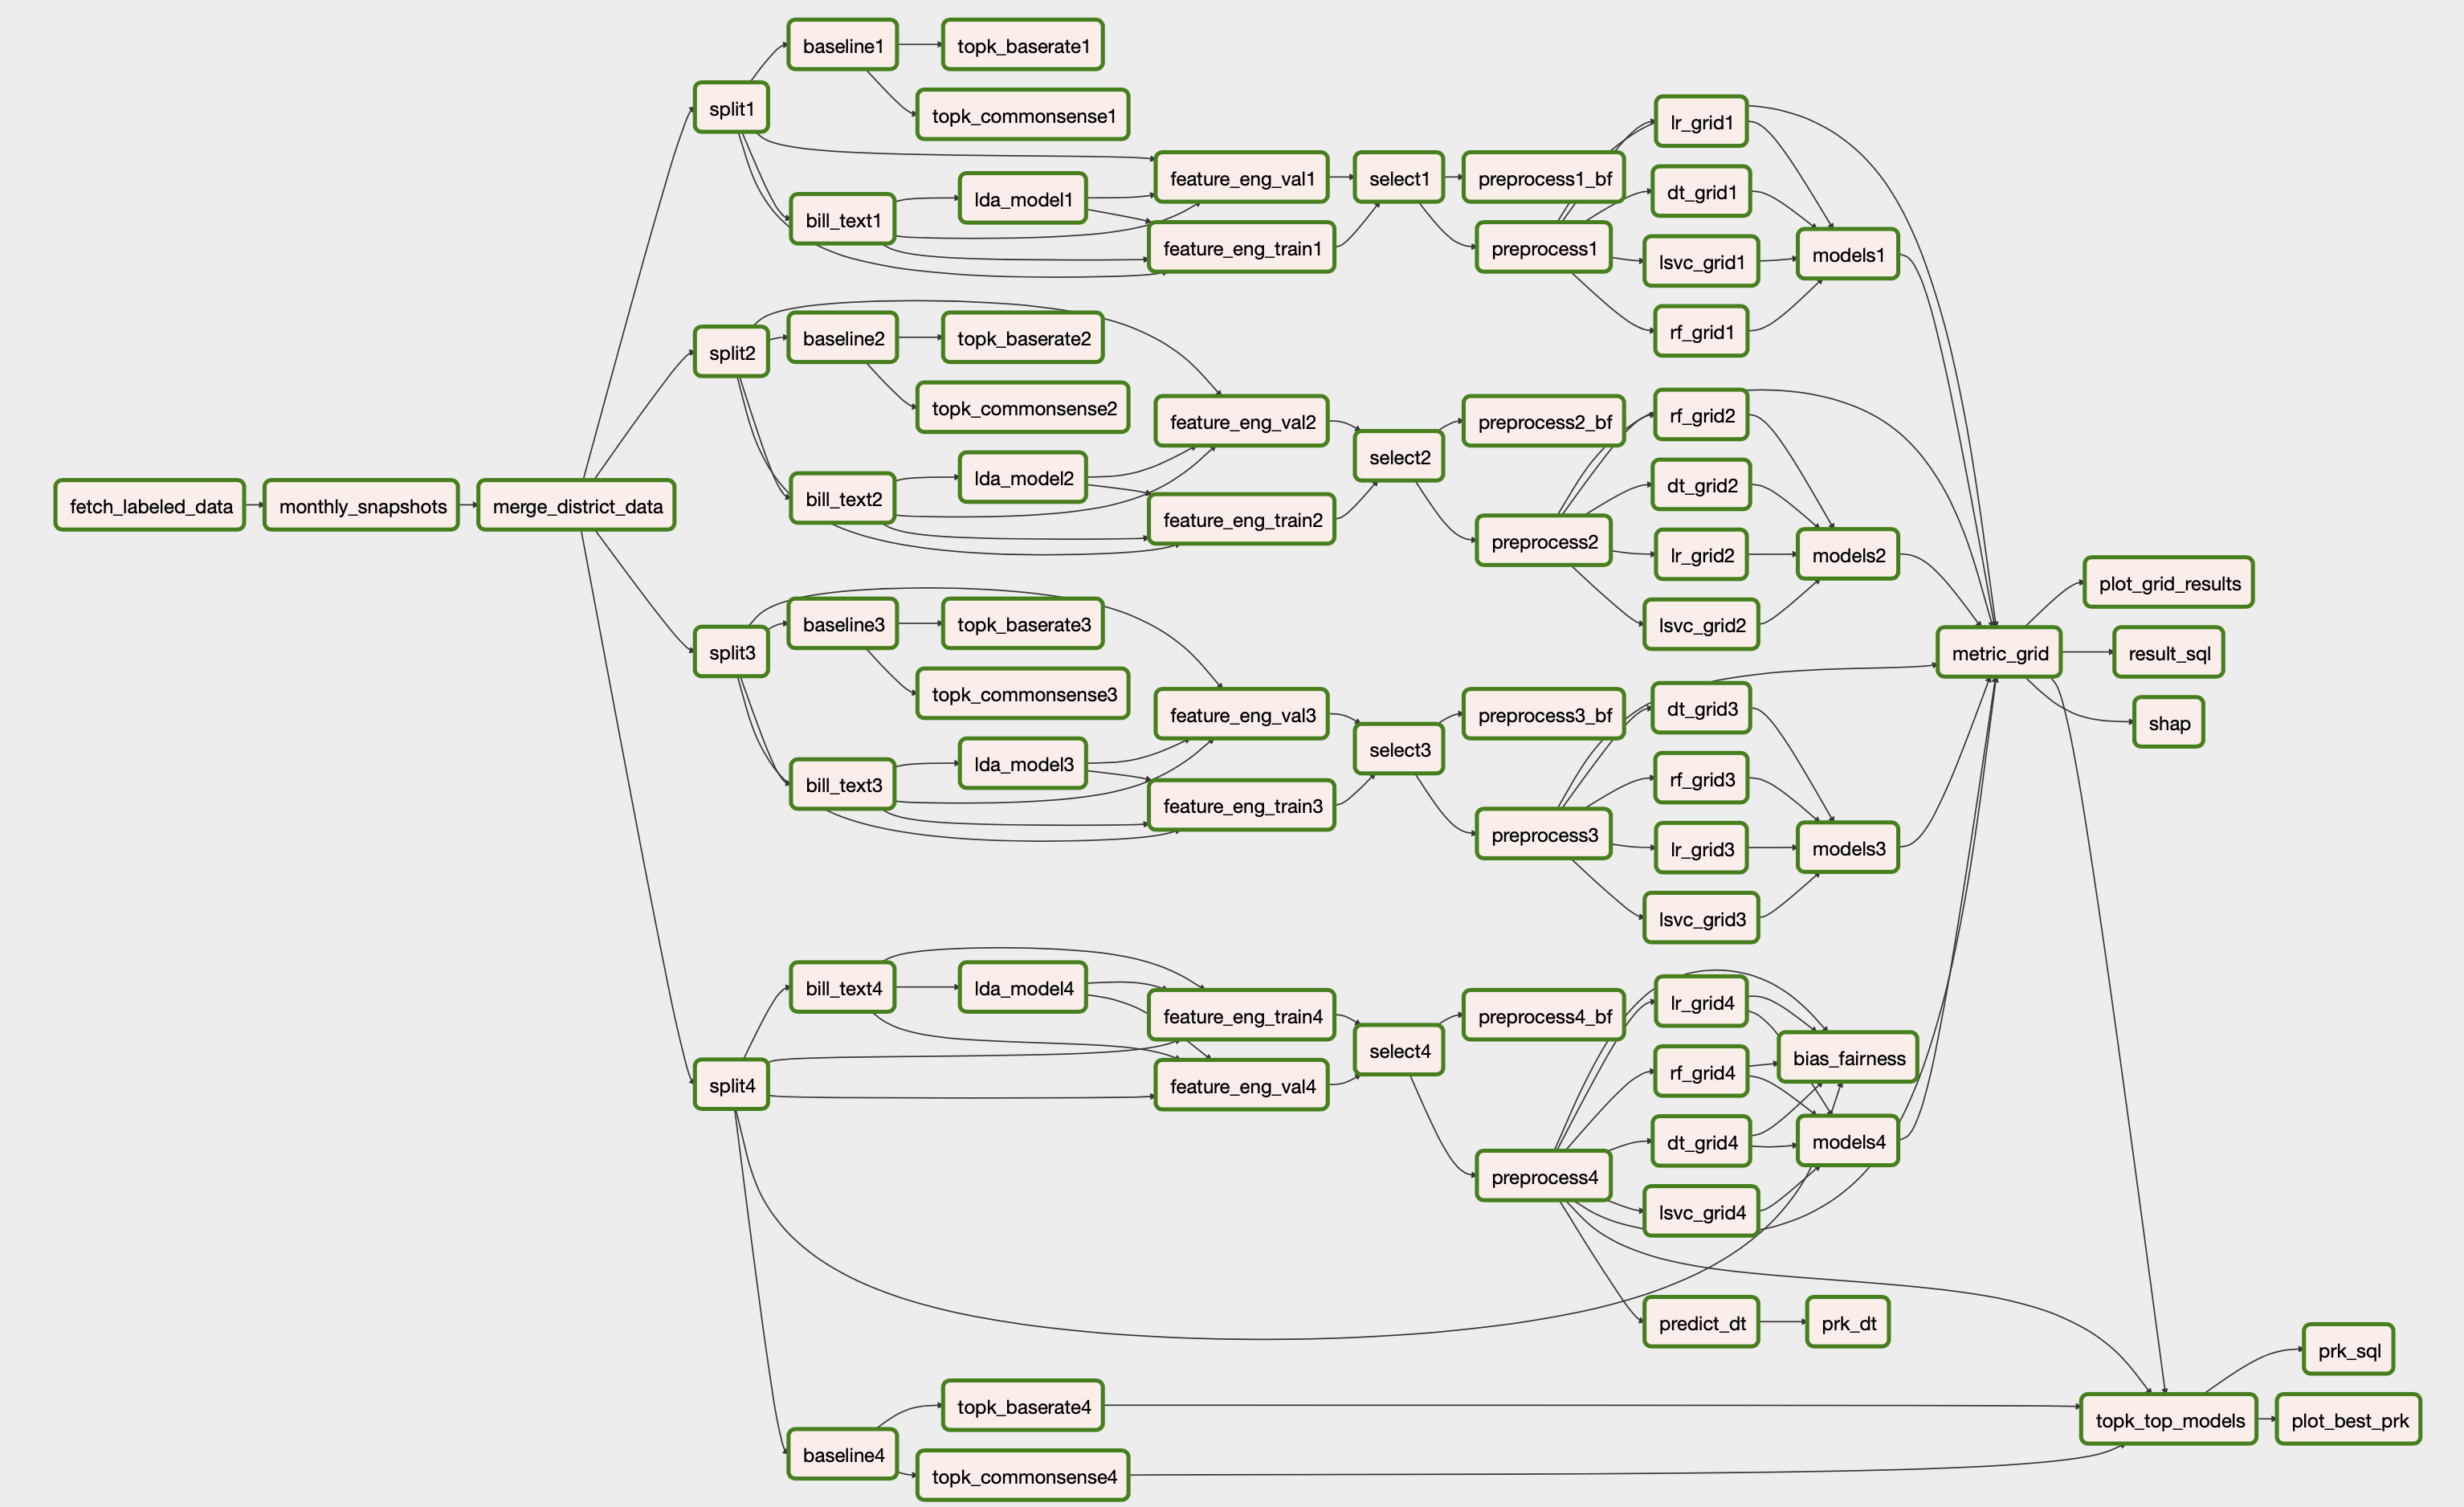 fetch_labeled_data
monthly_snapshots
merge_district_data
split1
baseline1
topk_baserate1
topk_commonsense1
bill_text1
lda_model1
feature_eng_val1
feature_eng_train1
select1
preprocess1_bf
preprocess1
lr_grid1
dt_grid1
lsvc_grid1
rf_grid1
models1
split2
baseline2
topk_baserate2
topk_commonsense2
bill_text2
lda_model2
feature_eng_val2
feature_eng_train2
select2
preprocess2_bf
preprocess2
rf_grid2
dt_grid2
lr_grid2
lsvc_grid2
models2
split3
baseline3
topk_baserate3
topk_commonsense3
bill_text3
lda_model3
feature_eng_val3
feature_eng_train3
select3
preprocess3_bf
preprocess3
dt_grid3
rf_grid3
lr_grid3
lsvc_grid3
models3
split4
bill_text4
lda_model4
feature_eng_train4
feature_eng_val4
select4
preprocess4_bf
preprocess4
lr_grid4
rf_grid4
dt_grid4
lsvc_grid4
bias_fairness
models4
predict_dt
prk_dt
baseline4
topk_baserate4
topk_commonsense4
metric_grid
plot_grid_results
result_sql
shap
topk_top_models
prk_sql
plot_best_prk